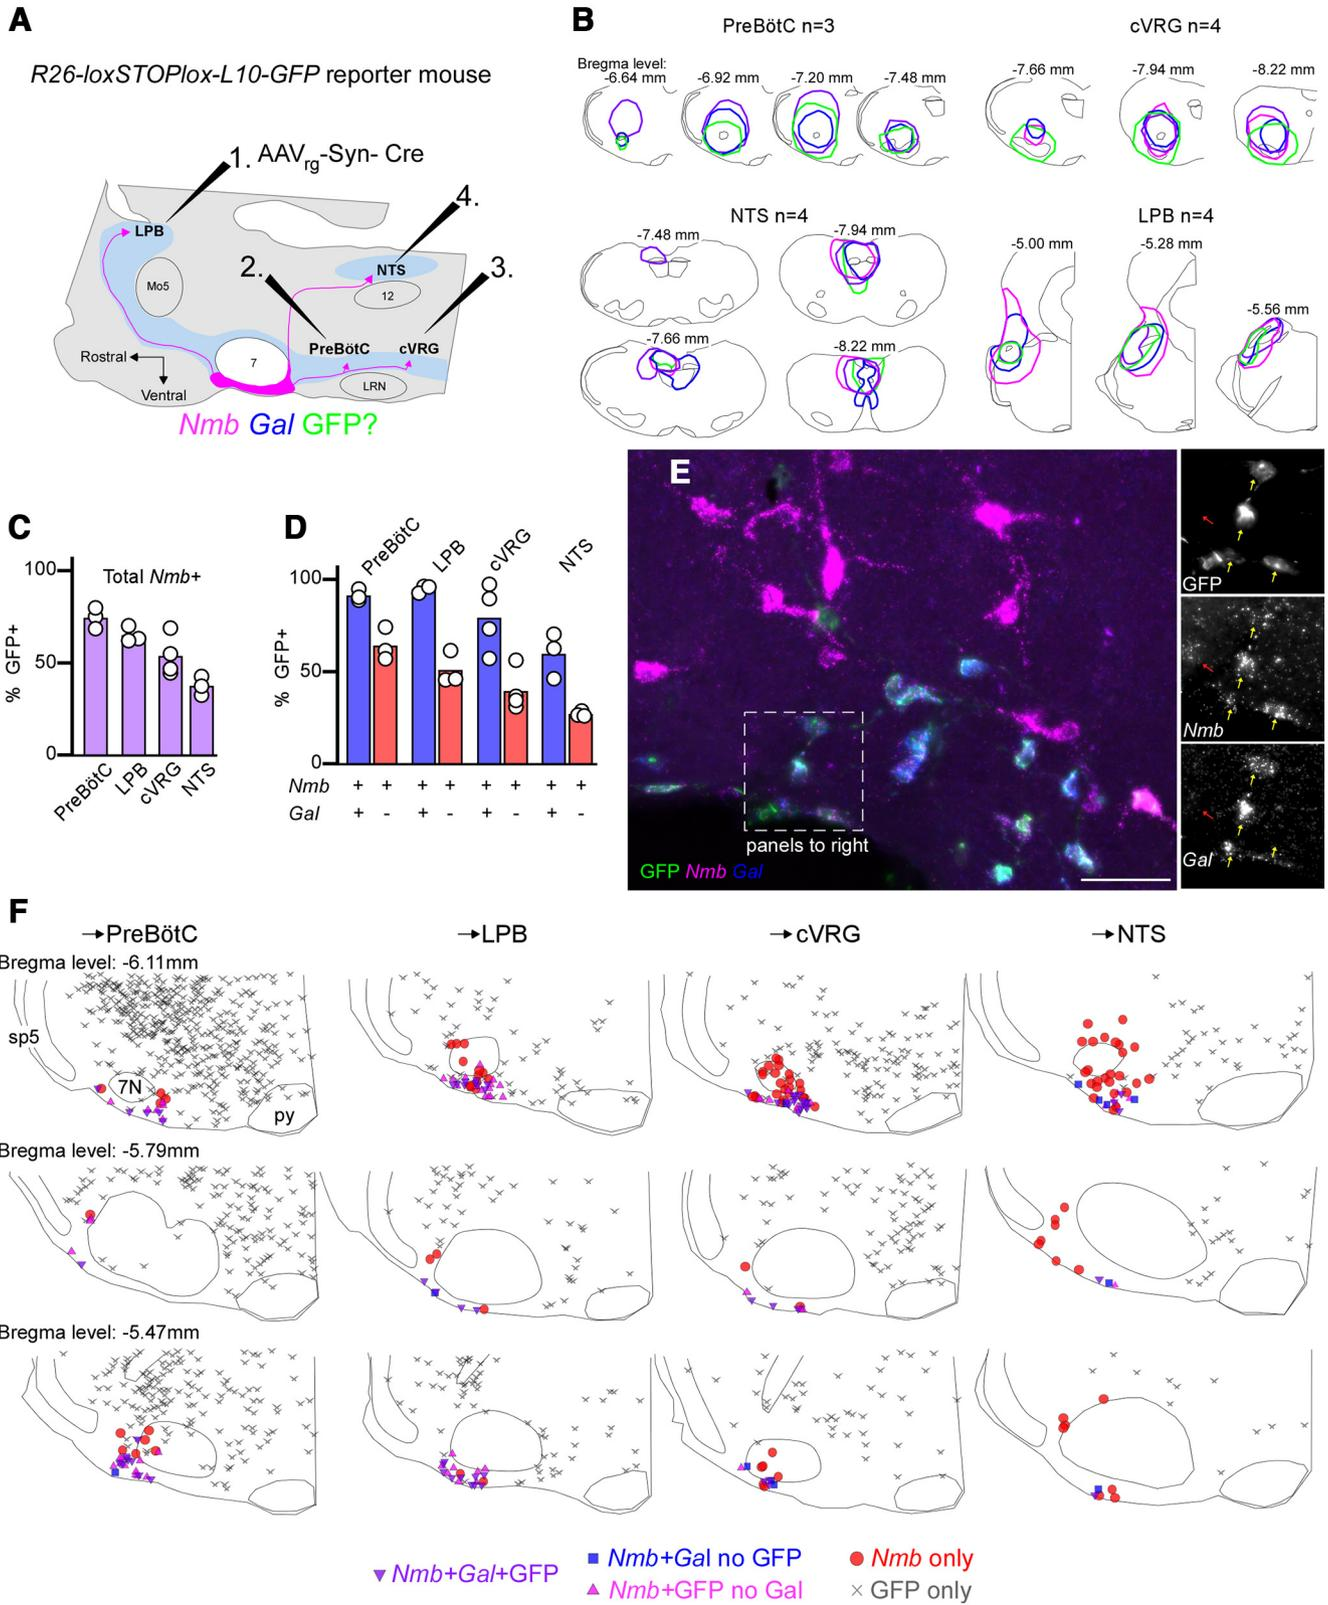 A
R26-loxSTOPlox-L10-GFP reporter mouse
1. AAVrg-Syn- Cre
4.
LPB
2.
NTS
3.
Mo5
12
Rostral
7
PreBötC
cVRG
Ventral
LRN
Nmb Gal GFP?
B
PreBötC n=3
cVRG n=4
Bregma level:
-6.64 mm
-6.92 mm
-7.20 mm
-7.48 mm
-7.66 mm
-7.94 mm
-8.22 mm
NTS n=4
LPB n=4
-7.48 mm
-7.94 mm
-5.00 mm
-5.28 mm
-7.66 mm
-8.22 mm
-5.56 mm
C
Total Nmb+
% GFP+
100
50
0
PreBötC
LPB
cVRG
NTS
D
PreBötC
LPB
cVRG
NTS
% GFP+
100
50
0
Nmb + + + + + + + +
Gal + - + - + - + -
E
panels to right
GFP Nmb Gal
GFP
Nmb
Gal
F
→PreBötC
→LPB
→cVRG
→NTS
Bregma level: -6.11mm
sp5
7N
py
Bregma level: -5.79mm
Bregma level: -5.47mm
▼ Nmb+Gal+GFP
■ Nmb+Gal no GFP
▲ Nmb+GFP no Gal
● Nmb only
× GFP only